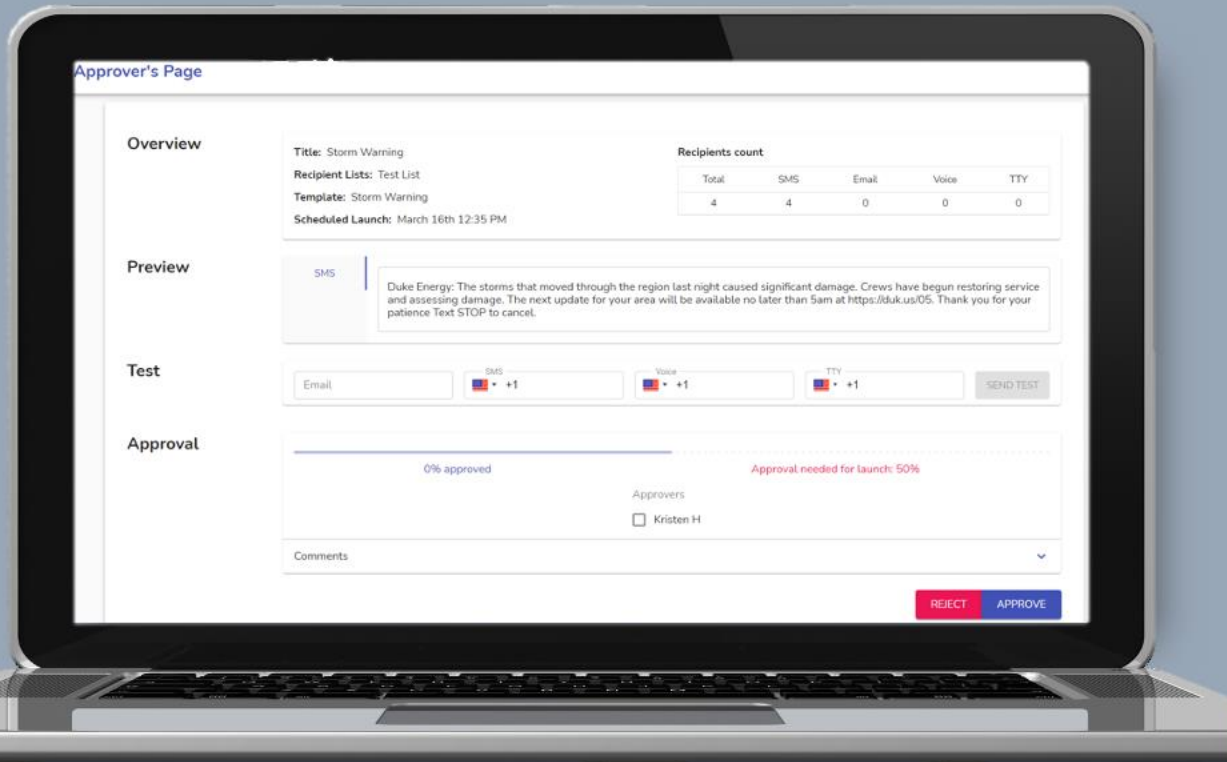 Approver's Page
Overview
Title: Storm Warning
Recipient Lists: Test List
Template: Storm Warning
Scheduled Launch: March 16th 12:35 PM
Recipients count
Total SMS Email Voice TTY
4 4 0 0 0
Preview
SMS
Duke Energy: The storms that moved through the region last night caused significant damage. Crews have begun restoring service
and assessing damage. The next update for your area will be available no later than 5am at https://duk.us/05. Thank you for your
patience Text STOP to cancel.
Test
Email
SMS
+1
Voice
+1
TTY
+1
SEND TEST
Approval
0% approved
Approval needed for launch: 50%
Approvers
Kristen H
Comments
REJECT APPROVE